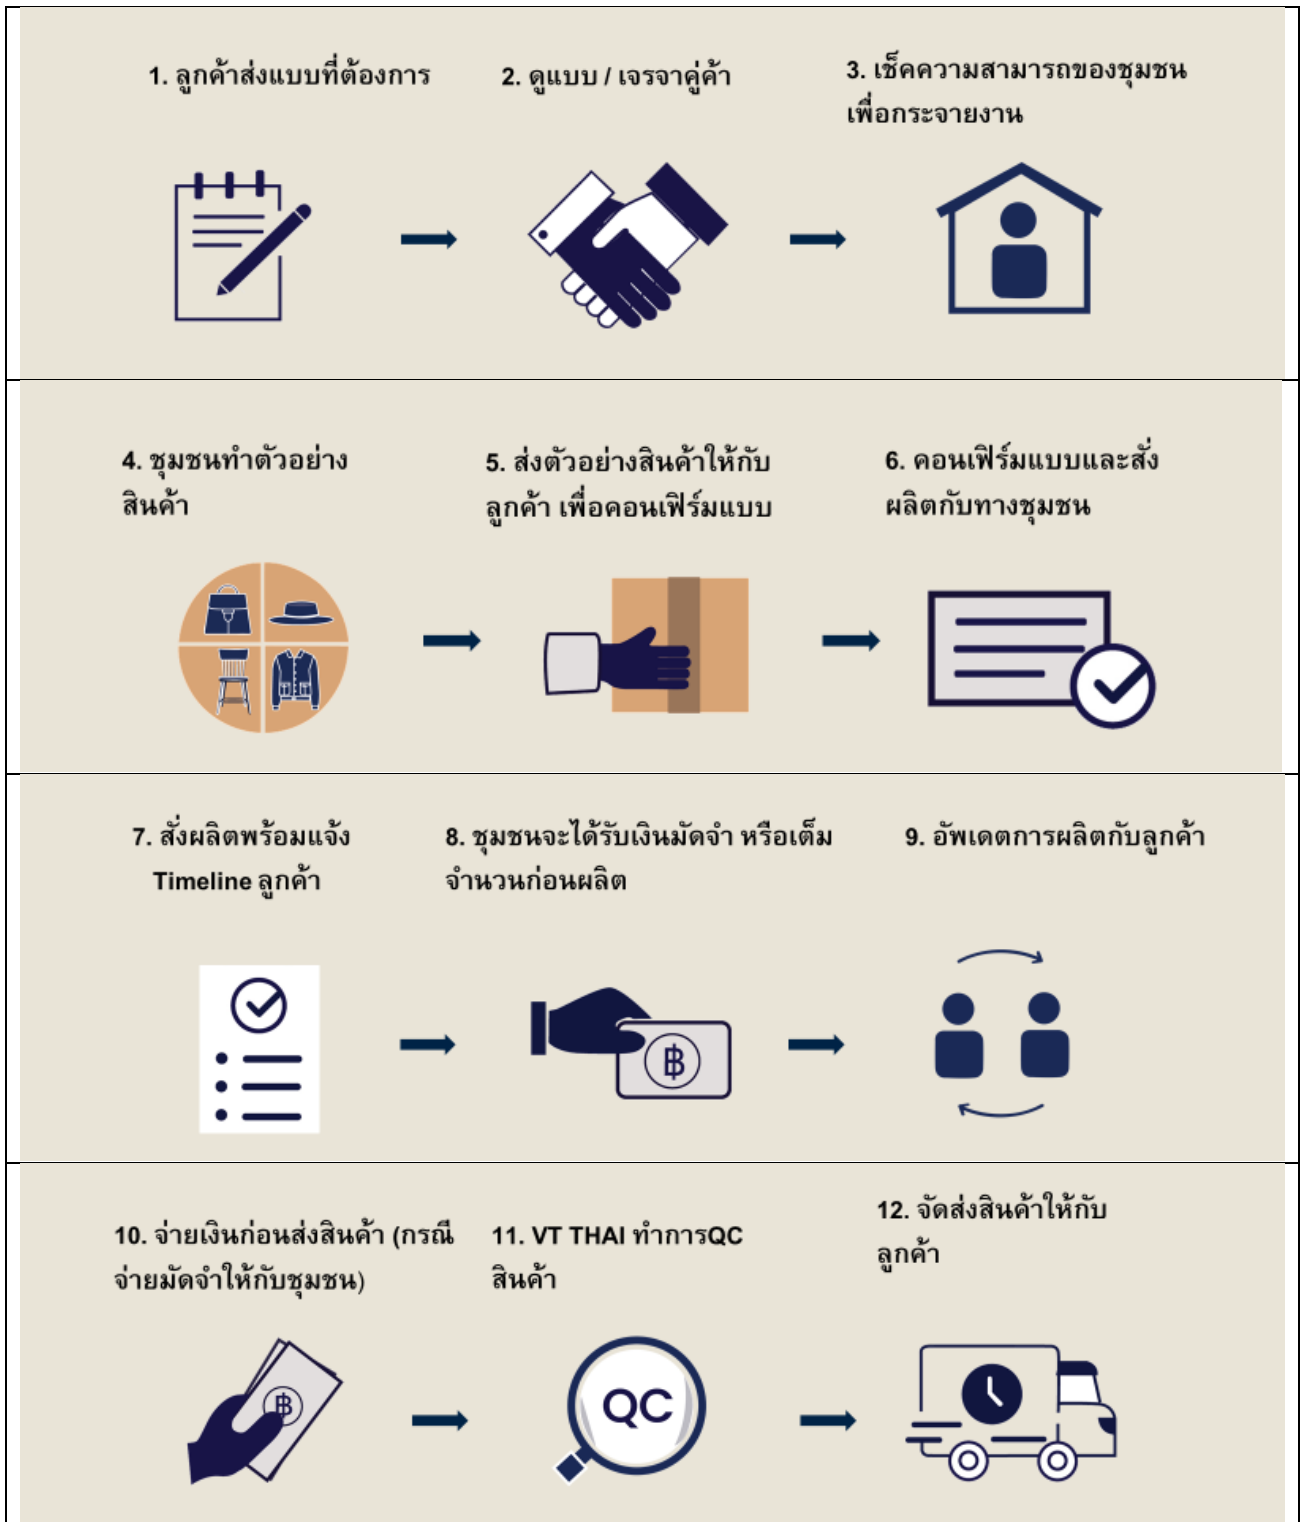 1. ลูกค้าส่งแบบที่ต้องการ
2. ดูแบบ / เจรจาคู่ค้า
3. เช็คความสามารถของชุมชน
เพื่อกระจายงาน
4. ชุมชนทำตัวอย่าง
สินค้า
5. ส่งตัวอย่างสินค้าให้กับ
ลูกค้า เพื่อคอนเฟิร์มแบบ
6. คอนเฟิร์มแบบและสั่ง
ผลิตกับทางชุมชน
7. สั่งผลิตพร้อมแจ้ง
Timeline ลูกค้า
8. ชุมชนจะได้รับเงินมัดจำ หรือเต็ม
จำนวนก่อนผลิต
฿
9. อัพเดตการผลิตกับลูกค้า
10. จ่ายเงินก่อนส่งสินค้า (กรณี
จ่ายมัดจำให้กับชุมชน)
฿
11. VT THAI ทำการQC
สินค้า
QC
12. จัดส่งสินค้าให้กับ
ลูกค้า